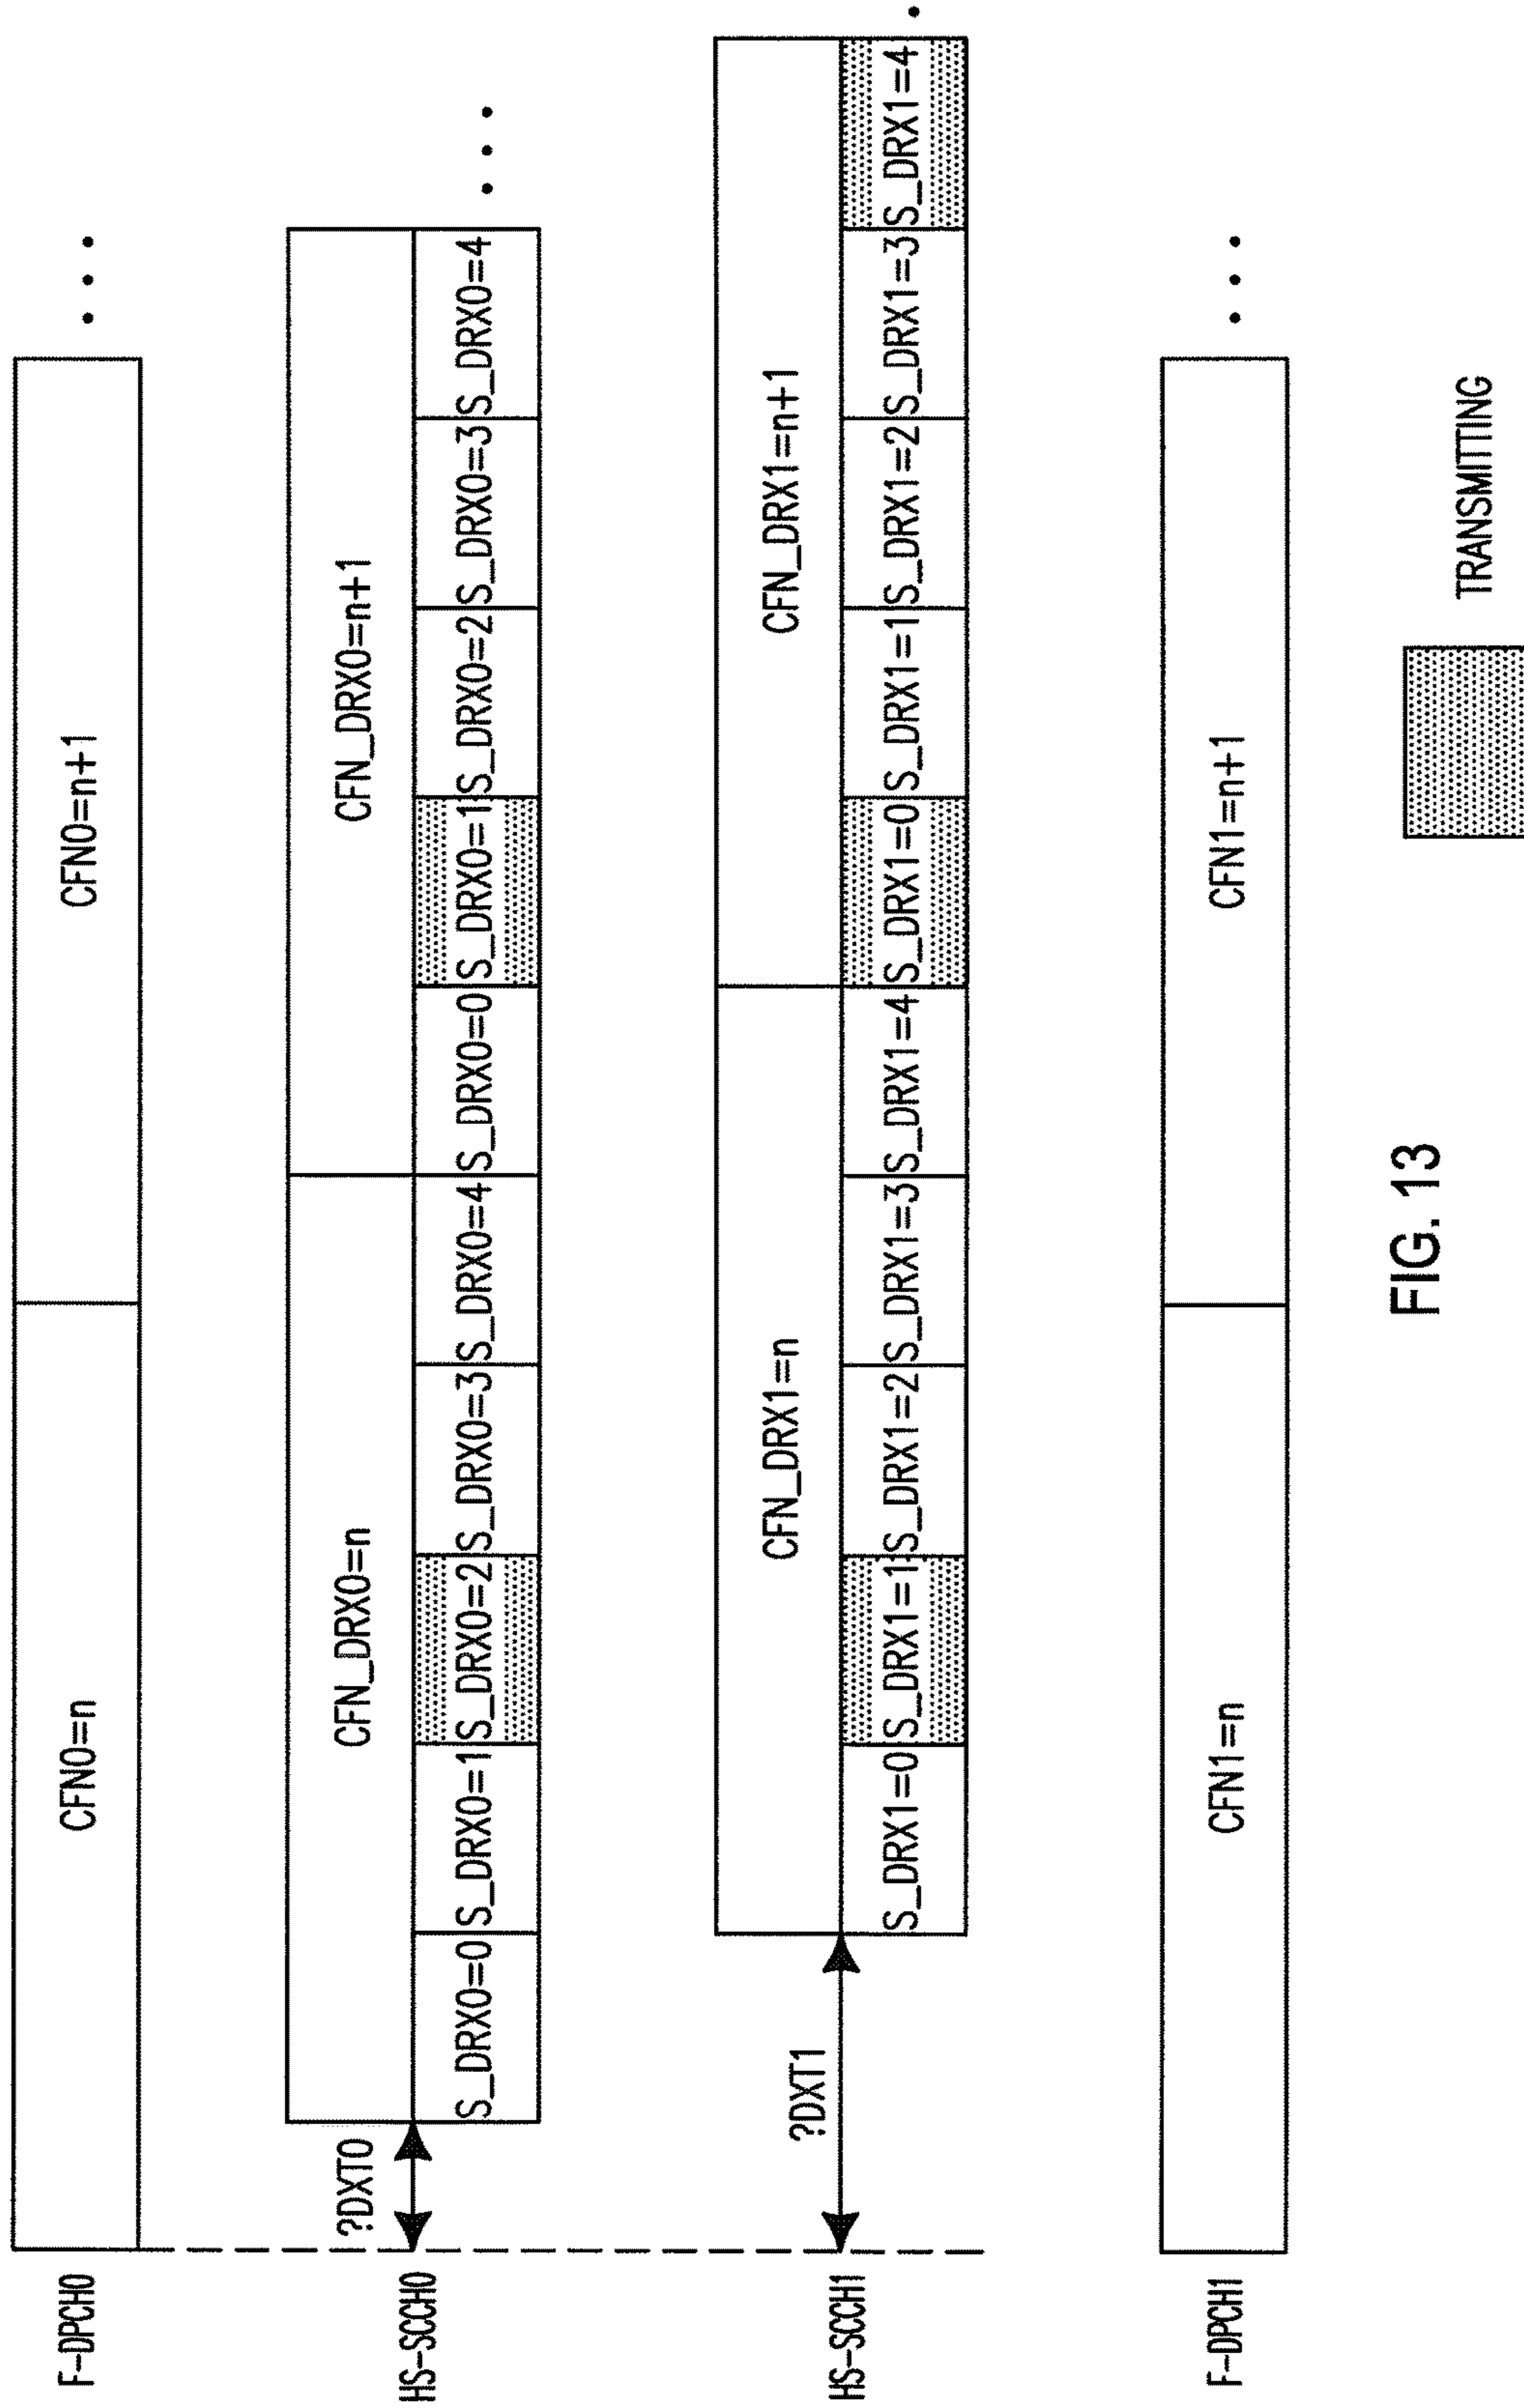 F-DPCH0
CFN0=n
CFN0=n+1
• • •
HS-SCCH0
?DXT0
CFN_DRX0=n
CFN_DRX0=n+1
S_DRX0=0
S_DRX0=1
S_DRX0=2
S_DRX0=3
S_DRX0=4
S_DRX0=0
S_DRX0=1
S_DRX0=2
S_DRX0=3
S_DRX0=4
• • •
HS-SCCH1
?DXT1
CFN_DRX1=n
CFN_DRX1=n+1
S_DRX1=0
S_DRX1=1
S_DRX1=2
S_DRX1=3
S_DRX1=4
S_DRX1=0
S_DRX1=1
S_DRX1=2
S_DRX1=3
S_DRX1=4
•
F-DPCH1
CFN1=n
CFN1=n+1
• • •
TRANSMITTING
FIG. 13